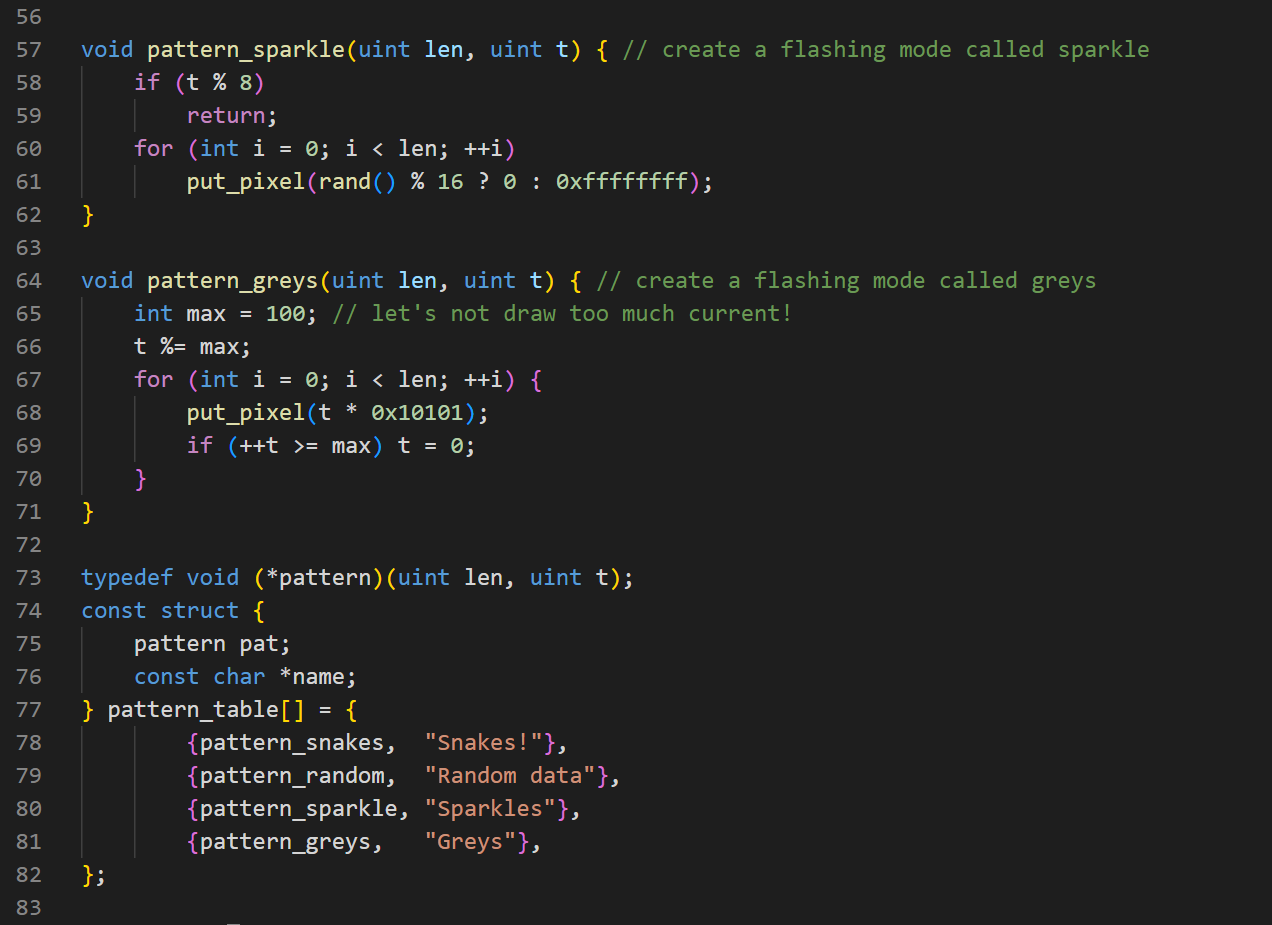 56
57 void pattern_sparkle(uint len, uint t) { // create a flashing mode called sparkle
58     if (t % 8)
59         return;
60     for (int i = 0; i < len; ++i)
61         put_pixel(rand() % 16 ? 0 : 0xffffffff);
62 }
63
64 void pattern_greys(uint len, uint t) { // create a flashing mode called greys
65     int max = 100; // let's not draw too much current!
66     t %= max;
67     for (int i = 0; i < len; ++i) {
68         put_pixel(t * 0x10101);
69         if (++t >= max) t = 0;
70     }
71 }
72
73 typedef void (*pattern)(uint len, uint t);
74 const struct {
75     pattern pat;
76     const char *name;
77 } pattern_table[] = {
78         {pattern_snakes,  "Snakes!"},
79         {pattern_random,  "Random data"},
80         {pattern_sparkle, "Sparkles"},
81         {pattern_greys,   "Greys"},
82 };
83